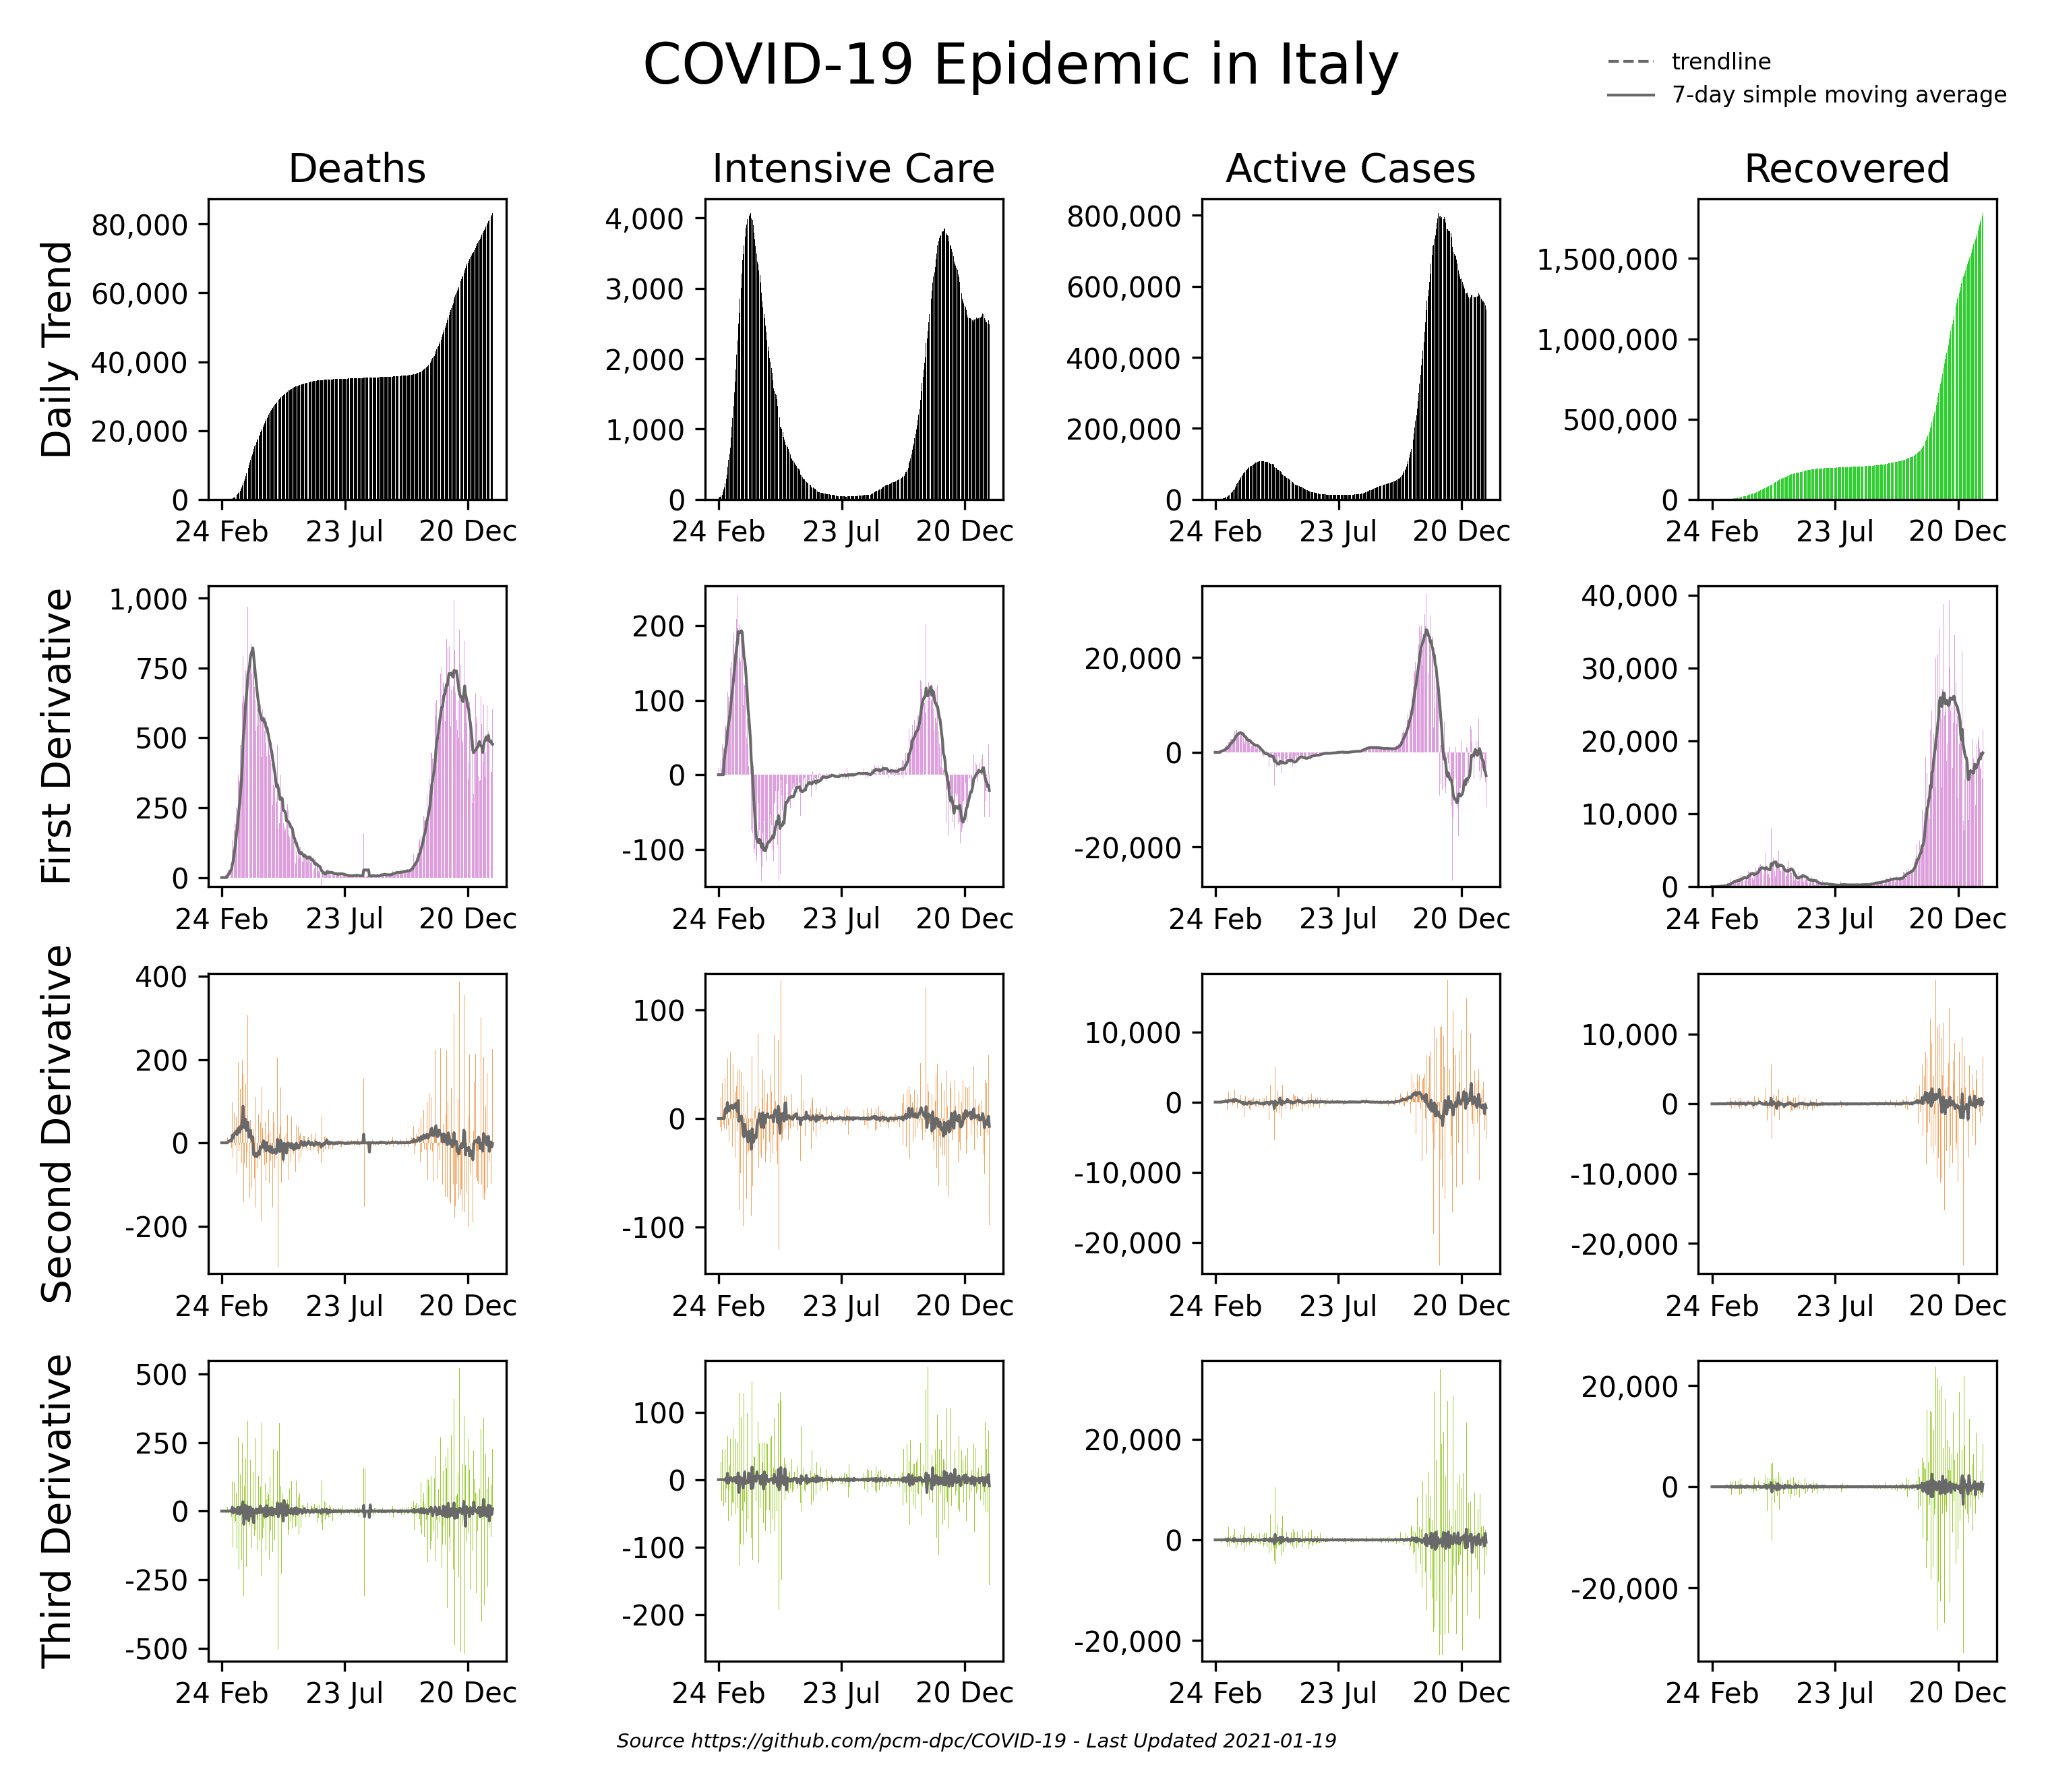 COVID-19 Epidemic in Italy
trendline
7-day simple moving average
Deaths
Intensive Care
Active Cases
Recovered
Daily Trend
80,000
60,000
40,000
20,000
0
24 Feb
23 Jul
20 Dec
4,000
3,000
2,000
1,000
0
24 Feb
23 Jul
20 Dec
800,000
600,000
400,000
200,000
0
24 Feb
23 Jul
20 Dec
1,500,000
1,000,000
500,000
0
24 Feb
23 Jul
20 Dec
First Derivative
1,000
750
500
250
0
24 Feb
23 Jul
20 Dec
200
100
0
-100
24 Feb
23 Jul
20 Dec
20,000
0
-20,000
24 Feb
23 Jul
20 Dec
40,000
30,000
20,000
10,000
0
24 Feb
23 Jul
20 Dec
Second Derivative
400
200
0
-200
24 Feb
23 Jul
20 Dec
100
0
-100
24 Feb
23 Jul
20 Dec
10,000
0
-10,000
-20,000
24 Feb
23 Jul
20 Dec
10,000
0
-10,000
-20,000
24 Feb
23 Jul
20 Dec
Third Derivative
500
250
0
-250
-500
24 Feb
23 Jul
20 Dec
100
0
-100
-200
24 Feb
23 Jul
20 Dec
20,000
0
-20,000
24 Feb
23 Jul
20 Dec
20,000
0
-20,000
24 Feb
23 Jul
20 Dec
Source https://github.com/pcm-dpc/COVID-19 - Last Updated 2021-01-19